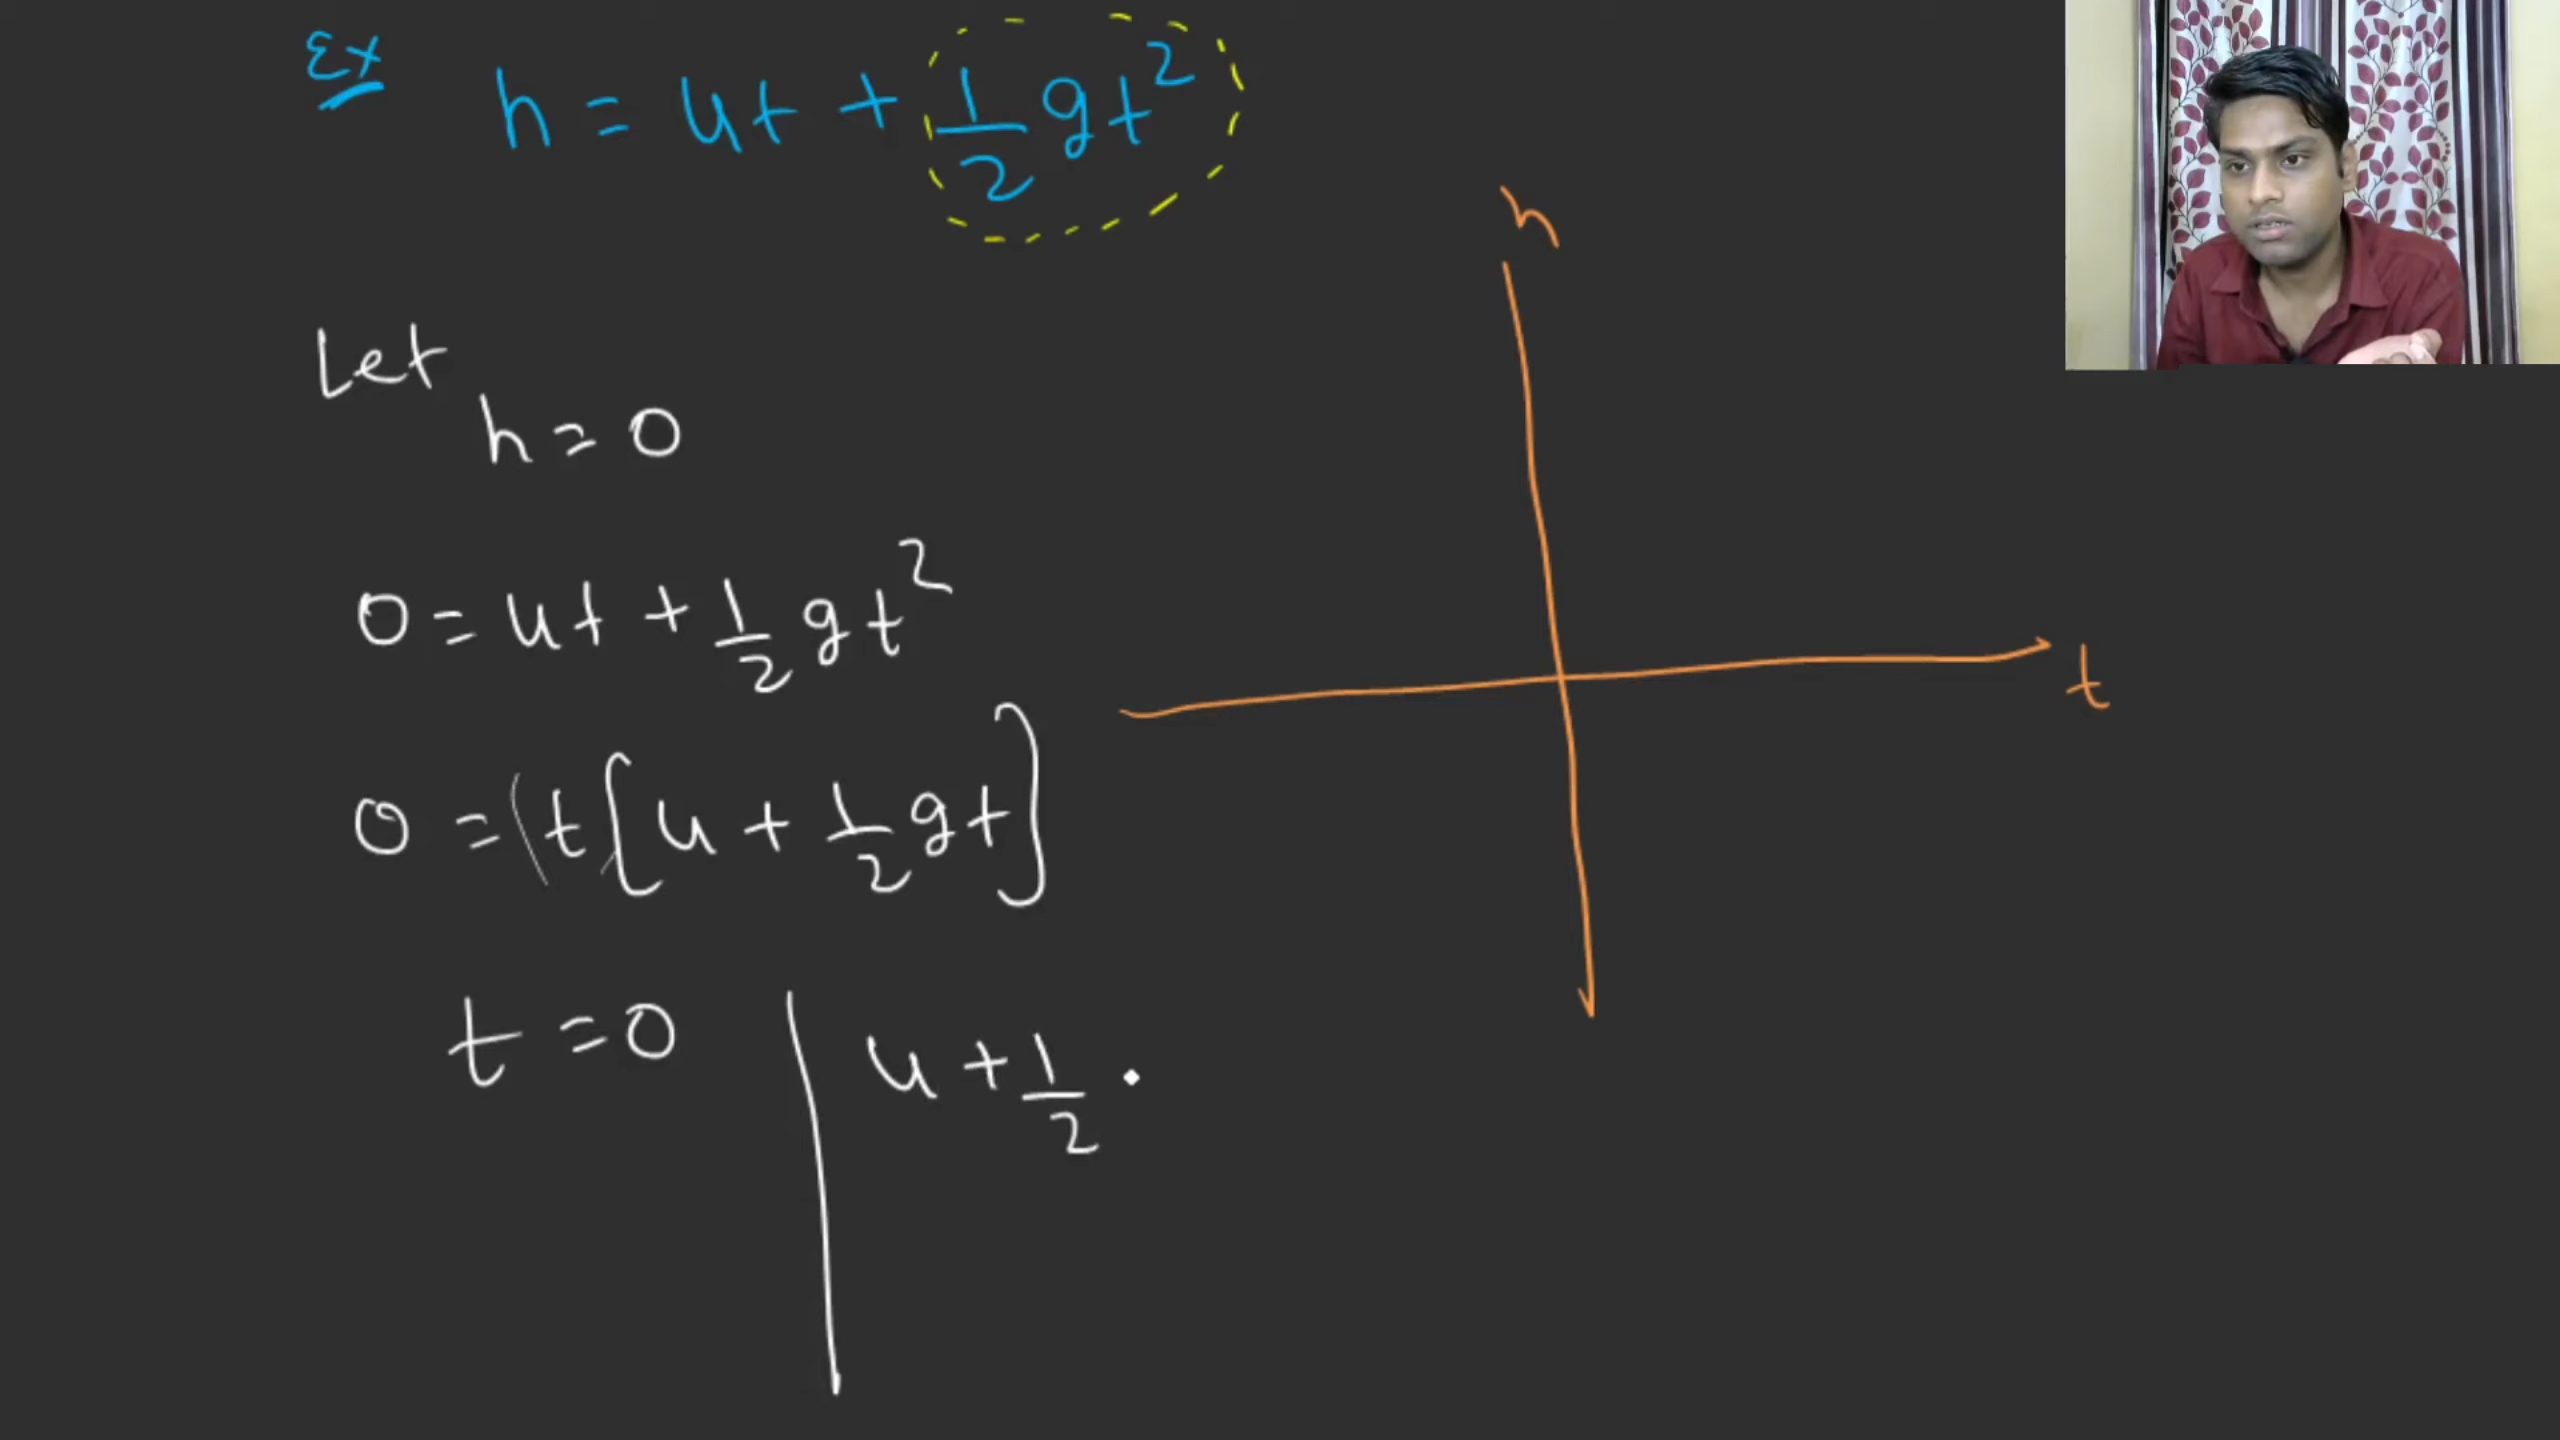 Ex h = ut + 1/2 gt²
h
Let
h = 0
0 = ut + 1/2 gt²
t
0 = (t[u + 1/2 gt]
t = 0 | u + 1/2 .